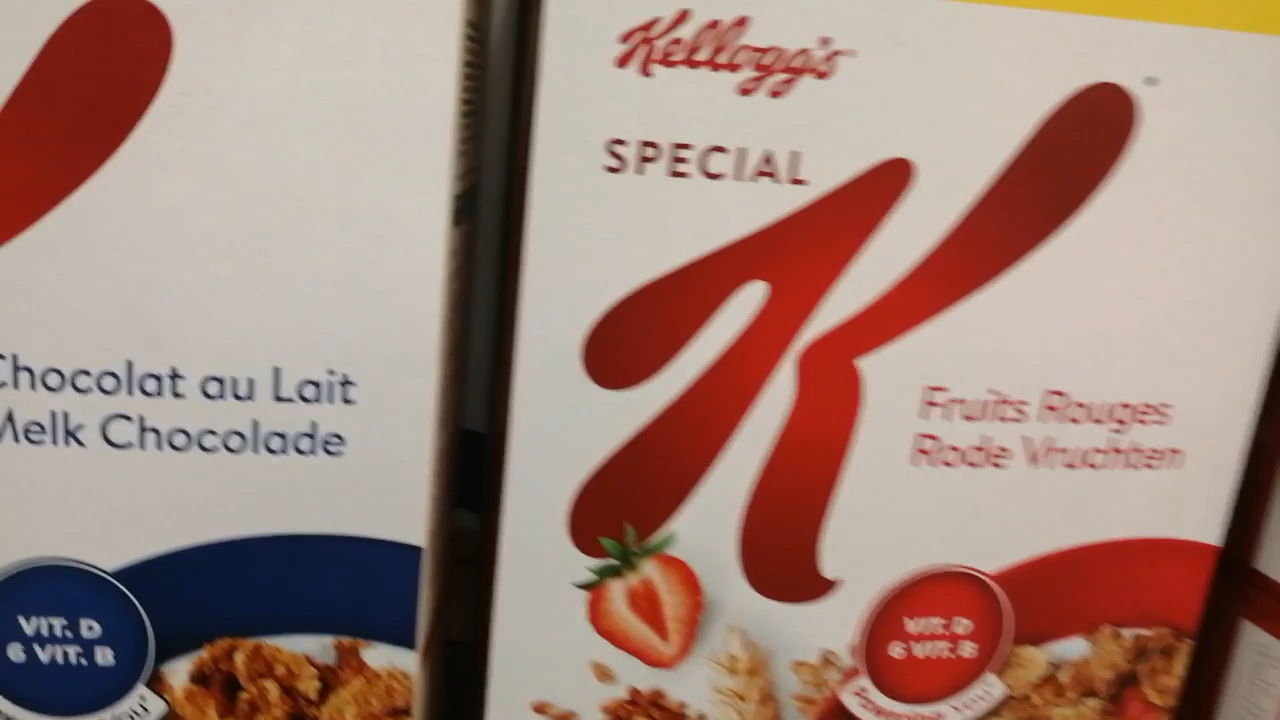 Chocolat au Lait
Melk Chocolade
VIT. D
6 VIT. B
Kellogg's
SPECIAL
K
Fruits Rouges
Rode Vruchten
VIT. D
6 VIT. B